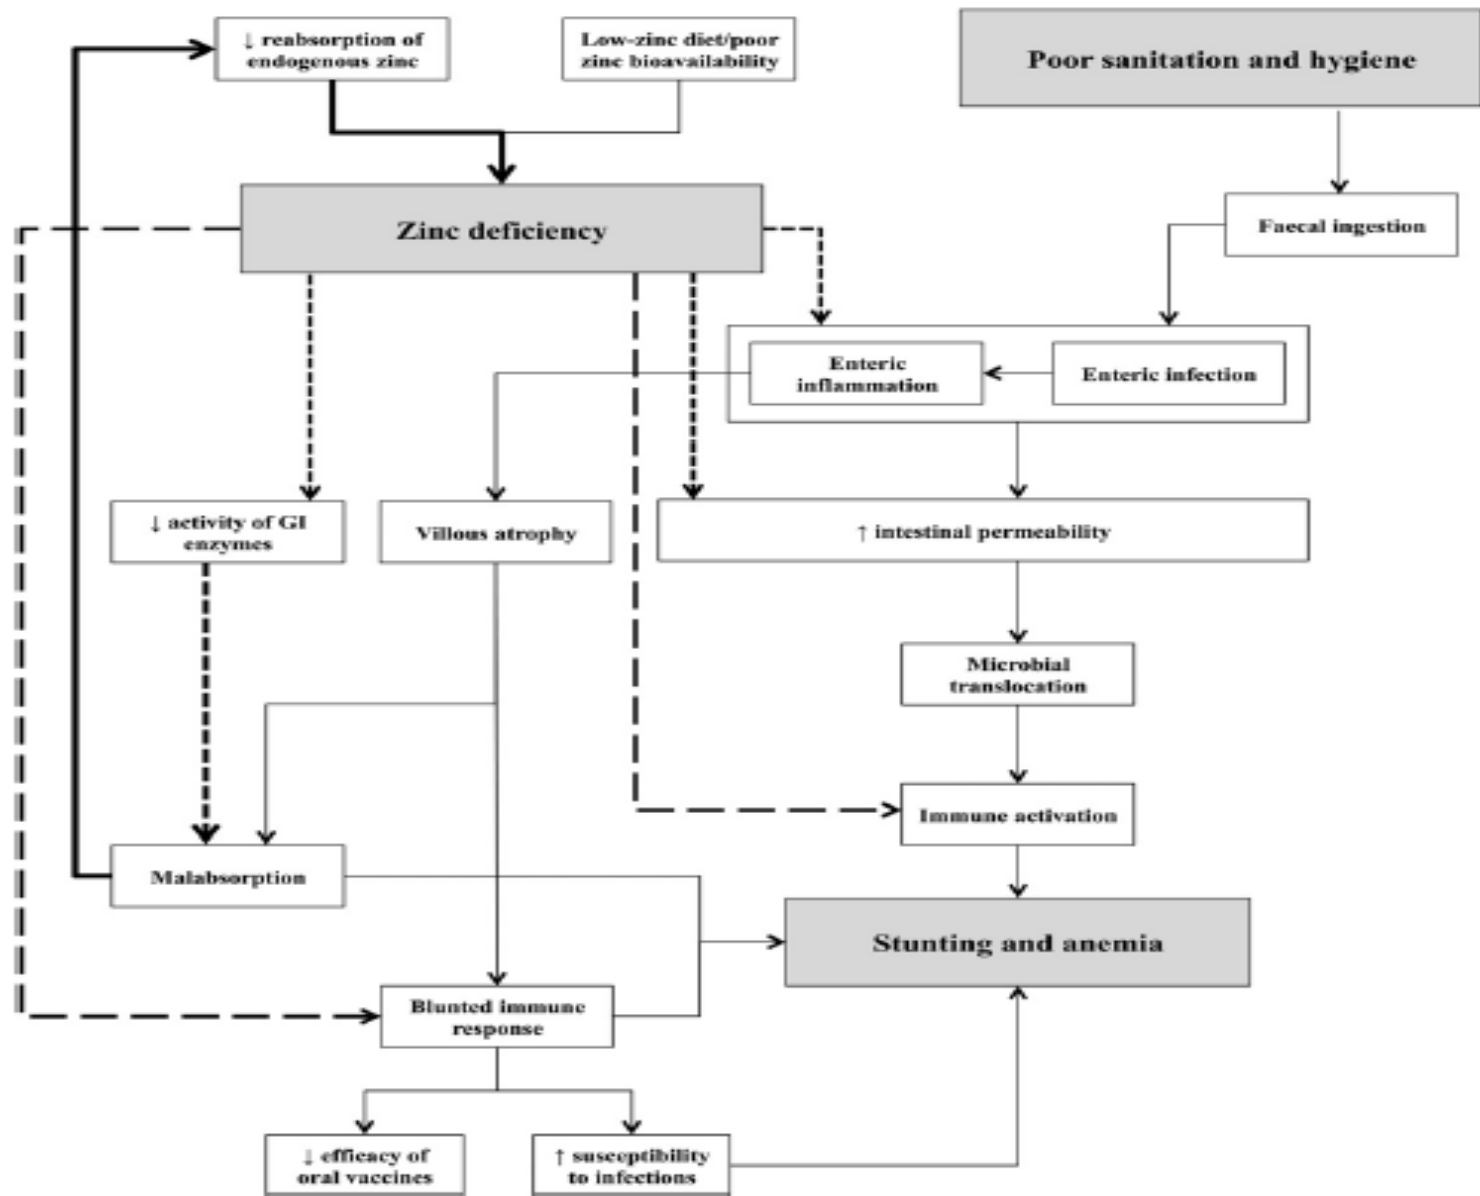 ↓ reabsorption of
endogenous zinc
Low-zinc diet/poor
zinc bioavailability
Poor sanitation and hygiene
Zinc deficiency
Faecal ingestion
Enteric
inflammation
Enteric infection
↓ activity of GI
enzymes
Villous atrophy
↑ intestinal permeability
Microbial
translocation
Immune activation
Malabsorption
Stunting and anemia
Blunted immune
response
↓ efficacy of
oral vaccines
↑ susceptibility
to infections